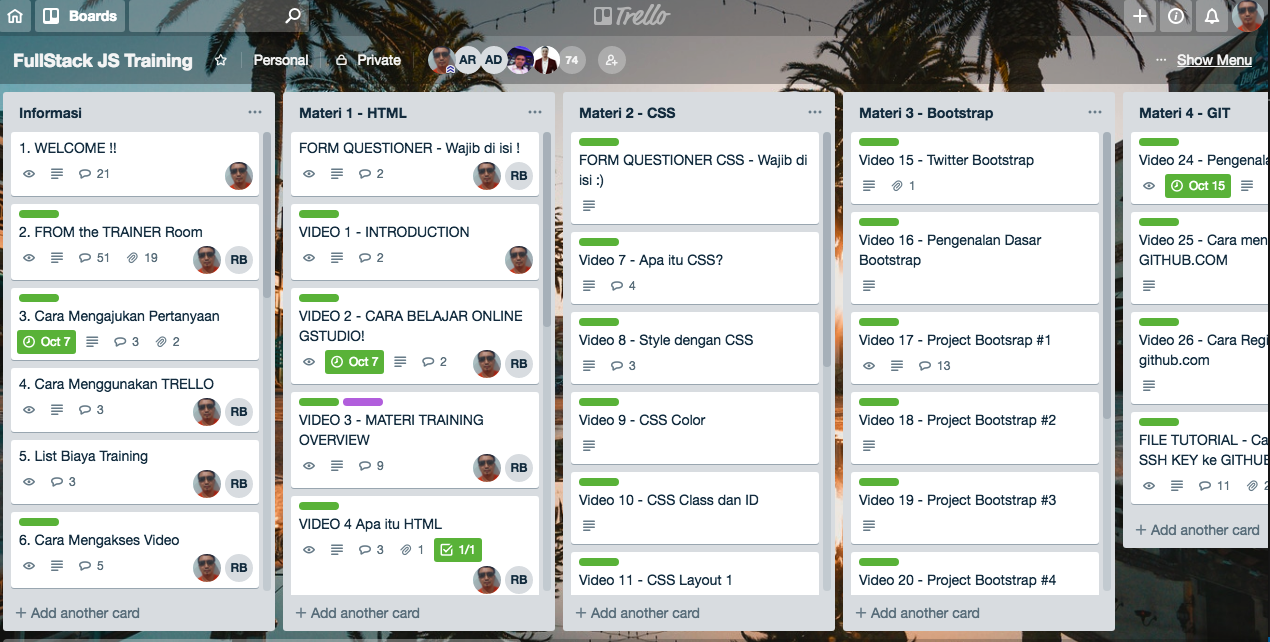 Boards
Trello
FullStack JS Training
Personal
Private
AR
AD
74
Show Menu
Informasi
1. WELCOME !!
21
2. FROM the TRAINER Room
51
19
RB
3. Cara Mengajukan Pertanyaan
Oct 7
3
2
4. Cara Menggunakan TRELLO
3
RB
5. List Biaya Training
3
RB
6. Cara Mengakses Video
5
RB
+ Add another card
Materi 1 - HTML
FORM QUESTIONER - Wajib di isi !
2
RB
VIDEO 1 - INTRODUCTION
2
VIDEO 2 - CARA BELAJAR ONLINE
GSTUDIO!
Oct 7
2
RB
VIDEO 3 - MATERI TRAINING
OVERVIEW
9
RB
VIDEO 4 Apa itu HTML
3
1
1/1
RB
+ Add another card
Materi 2 - CSS
FORM QUESTIONER CSS - Wajib di
isi :)
Video 7 - Apa itu CSS?
4
Video 8 - Style dengan CSS
3
Video 9 - CSS Color
Video 10 - CSS Class dan ID
Video 11 - CSS Layout 1
+ Add another card
Materi 3 - Bootstrap
Video 15 - Twitter Bootstrap
1
Video 16 - Pengenalan Dasar
Bootstrap
Video 17 - Project Bootsrap #1
13
Video 18 - Project Bootstrap #2
Video 19 - Project Bootstrap #3
Video 20 - Project Bootstrap #4
+ Add another card
Materi 4 - GIT
Video 24 - Pengenala
Oct 15
Video 25 - Cara men
GITHUB.COM
Video 26 - Cara Regi
github.com
FILE TUTORIAL - Ca
SSH KEY ke GITHUB
11
2
+ Add another card